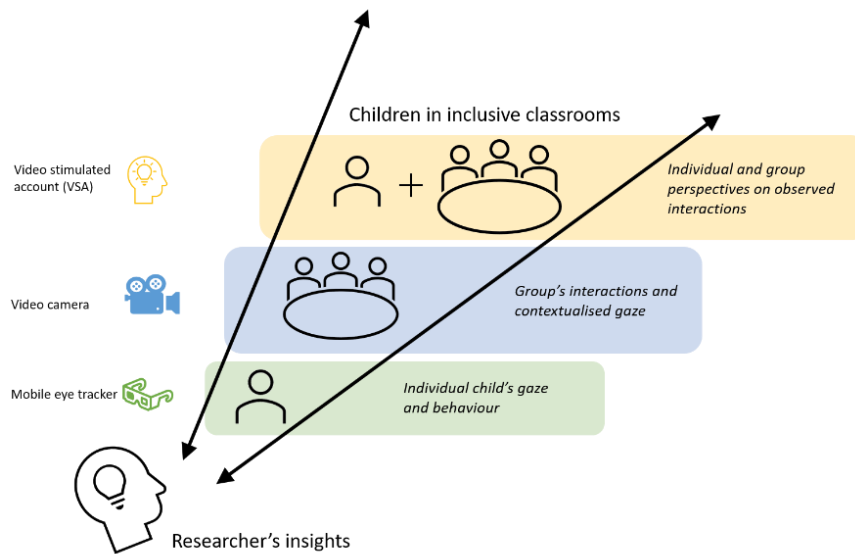 Children in inclusive classrooms
Video stimulated
account (VSA)
Individual and group
perspectives on observed
interactions
Video camera
Group’s interactions and
contextualised gaze
Mobile eye tracker
Individual child’s gaze
and behaviour
Researcher’s insights